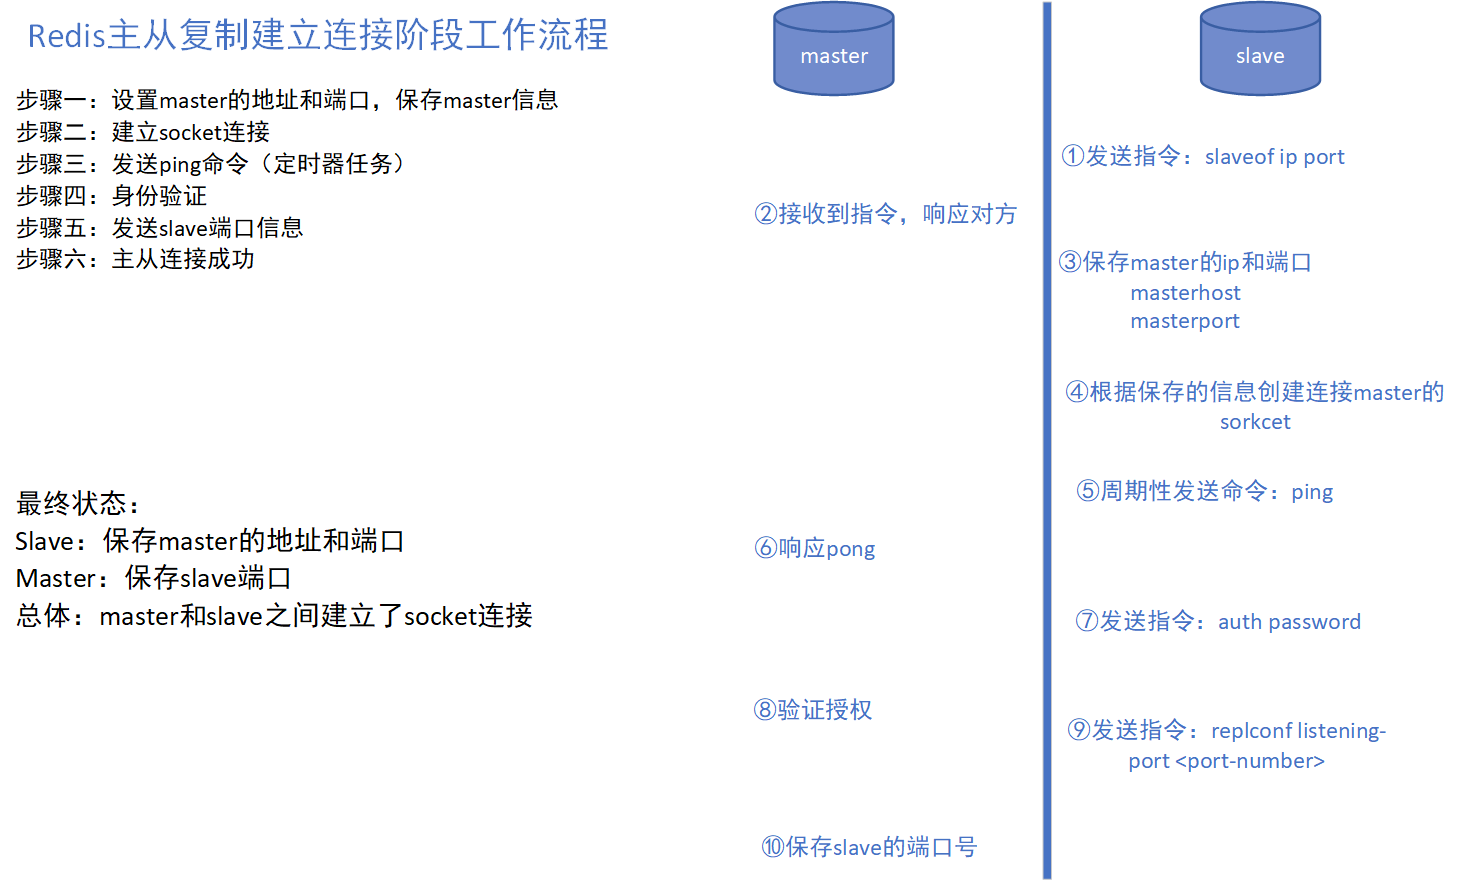 Redis主从复制建立连接阶段工作流程
步骤一：设置master的地址和端口，保存master信息
步骤二：建立socket连接
步骤三：发送ping命令（定时器任务）
步骤四：身份验证
步骤五：发送slave端口信息
步骤六：主从连接成功
最终状态：
Slave：保存master的地址和端口
Master：保存slave端口
总体：master和slave之间建立了socket连接
master
slave
①发送指令：slaveof ip port
②接收到指令，响应对方
③保存master的ip和端口
masterhost
masterport
④根据保存的信息创建连接master的
sorkcet
⑤周期性发送命令：ping
⑥响应pong
⑦发送指令：auth password
⑧验证授权
⑨发送指令：replconf listening-
port <port-number>
⑩保存slave的端口号